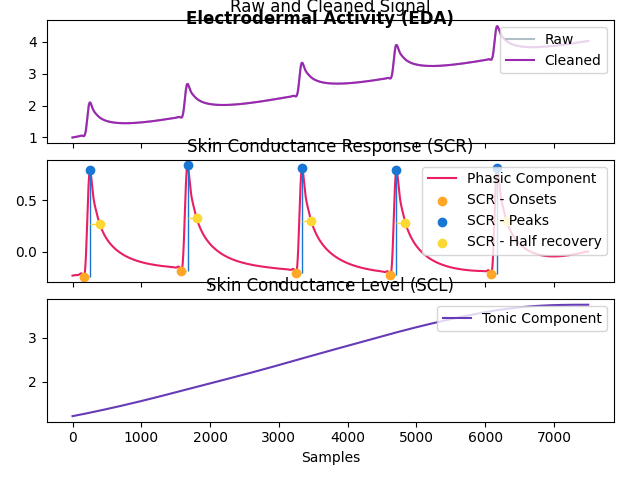 Raw and Cleaned Signal
Electrodermal Activity (EDA)
4
3
2
1
Raw
Cleaned
Skin Conductance Response (SCR)
0.5
0.0
Phasic Component
SCR - Onsets
SCR - Peaks
SCR - Half recovery
Skin Conductance Level (SCL)
3
2
Tonic Component
0 1000 2000 3000 4000 5000 6000 7000
Samples